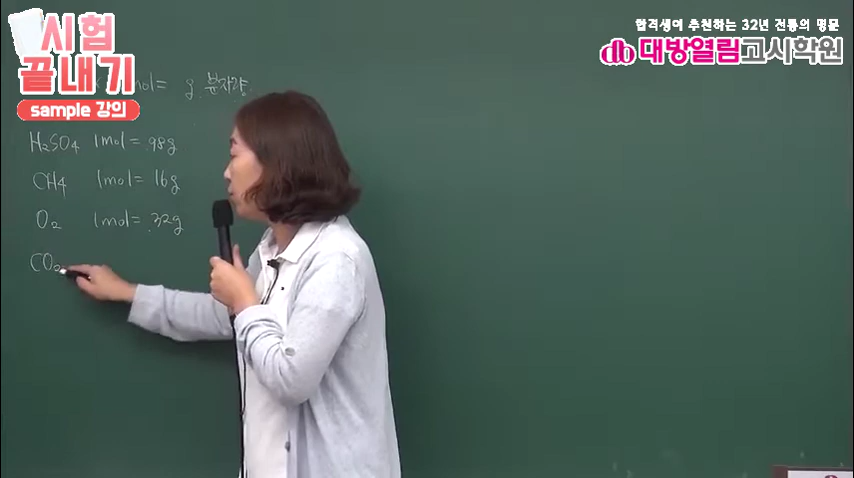 시험
끝내기
sample 강의
합격생이 추천하는 32년 전통의 명문
db 대방열림고시학원
mol= g 분자량
H₂SO₄ 1mol= 98g
CH4 1mol= 16g
O₂ 1mol= 32g
CO₂